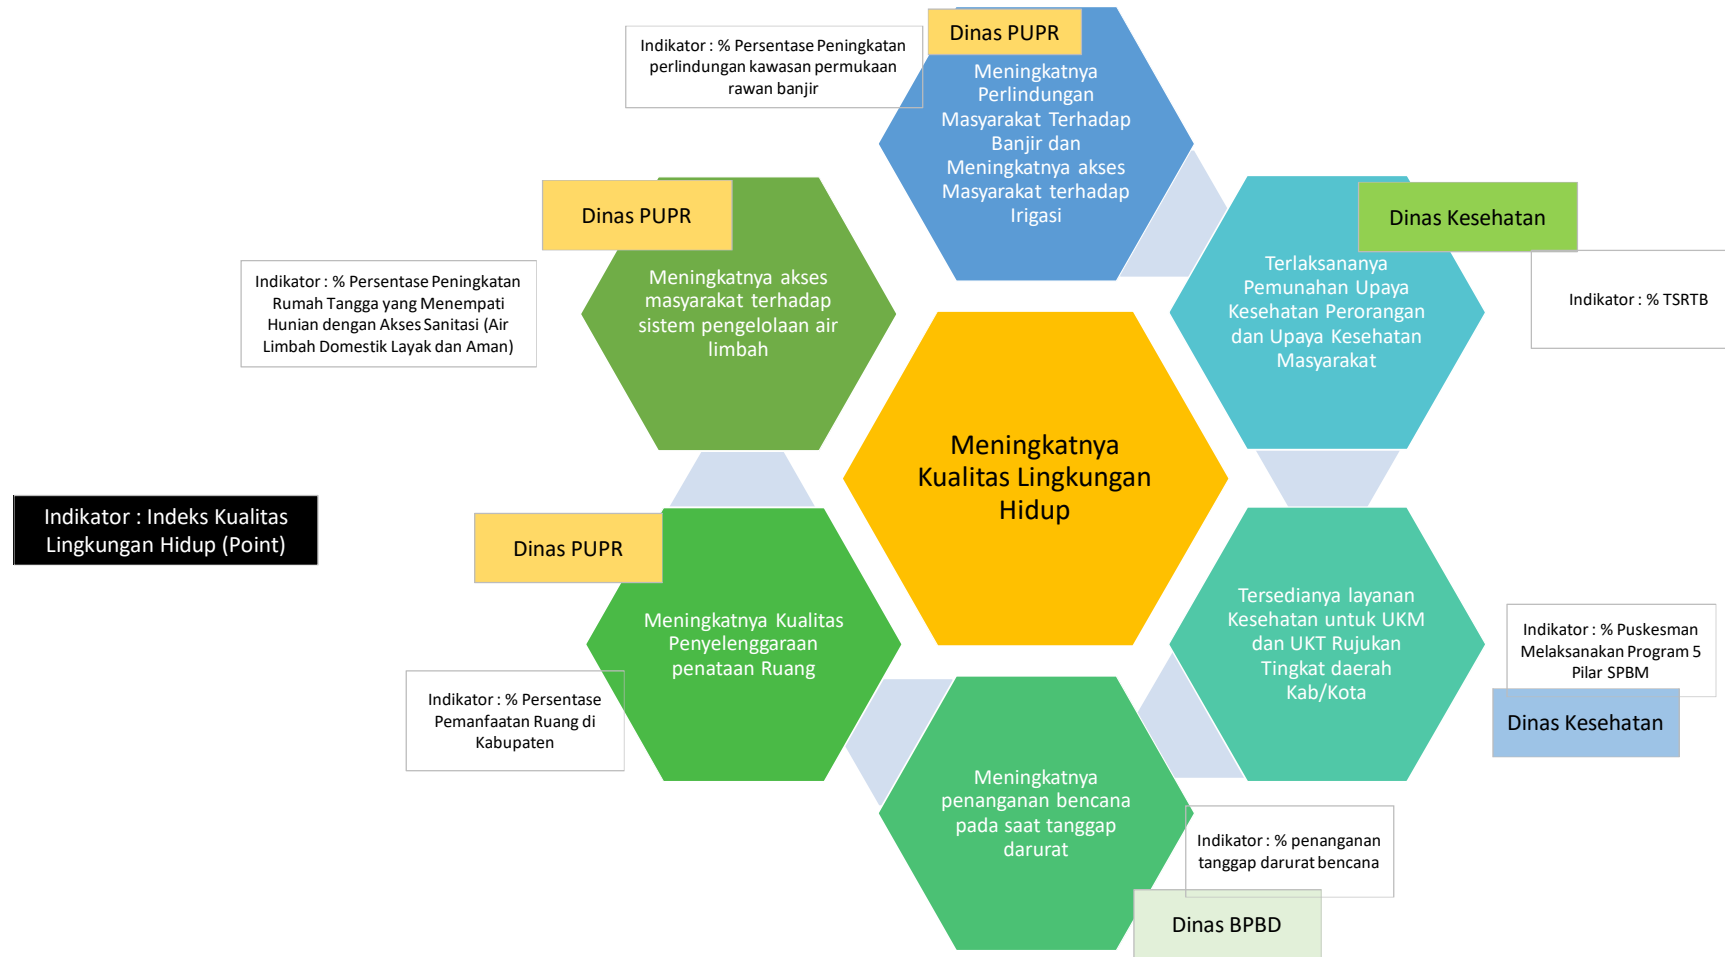 Dinas PUPR
Indikator : % Persentase Peningkatan
perlindungan kawasan permukaan
rawan banjir
Meningkatnya
Perlindungan
Masyarakat Terhadap
Banjir dan
Meningkatnya akses
Masyarakat terhadap
Irigasi
Dinas PUPR
Indikator : % Persentase Peningkatan
Rumah Tangga yang Menempati
Hunian dengan Akses Sanitasi (Air
Limbah Domestik Layak dan Aman)
Meningkatnya akses
masyarakat terhadap
sistem pengelolaan air
limbah
Dinas Kesehatan
Terlaksananya
Pemunahan Upaya
Kesehatan Perorangan
dan Upaya Kesehatan
Masyarakat
Indikator : % TSRTB
Meningkatnya
Kualitas Lingkungan
Hidup
Indikator : Indeks Kualitas
Lingkungan Hidup (Point)
Dinas PUPR
Meningkatnya Kualitas
Penyelenggaraan
penataan Ruang
Indikator : % Persentase
Pemanfaatan Ruang di
Kabupaten
Tersedianya layanan
Kesehatan untuk UKM
dan UKT Rujukan
Tingkat daerah
Kab/Kota
Indikator : % Puskesman
Melaksanakan Program 5
Pilar SPBM
Dinas Kesehatan
Meningkatnya
penanganan bencana
pada saat tanggap
darurat
Indikator : % penanganan
tanggap darurat bencana
Dinas BPBD